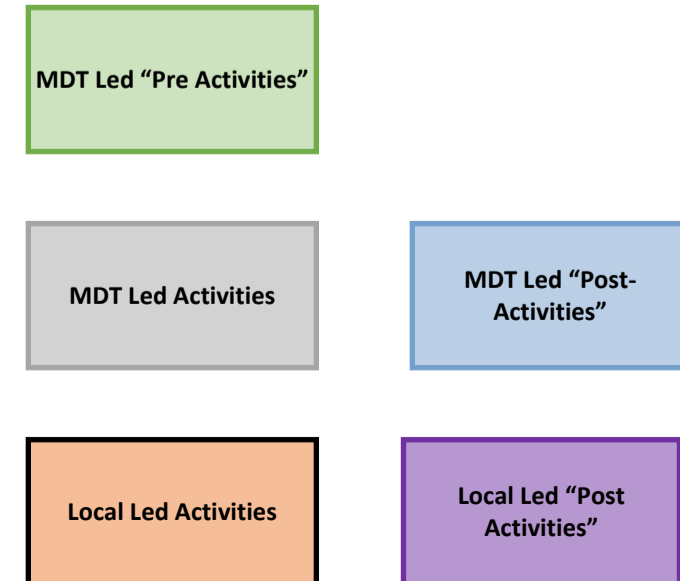 MDT Led “Pre Activities”
MDT Led Activities
MDT Led “Post-
Activities”
Local Led Activities
Local Led “Post
Activities”